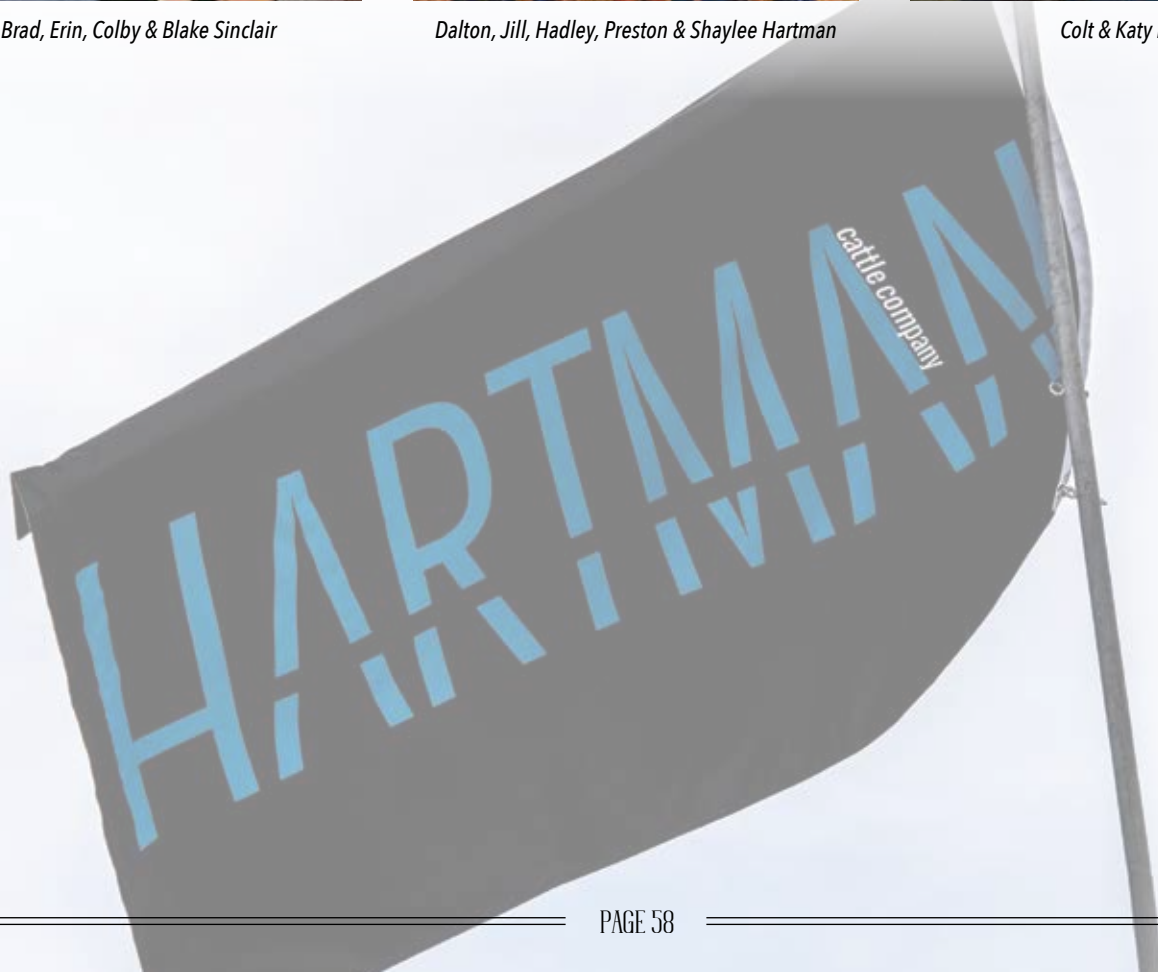 Brad, Erin, Colby & Blake Sinclair
Dalton, Jill, Hadley, Preston & Shaylee Hartman
Colt & Katy
HARTMAN
cattle company
PAGE 58